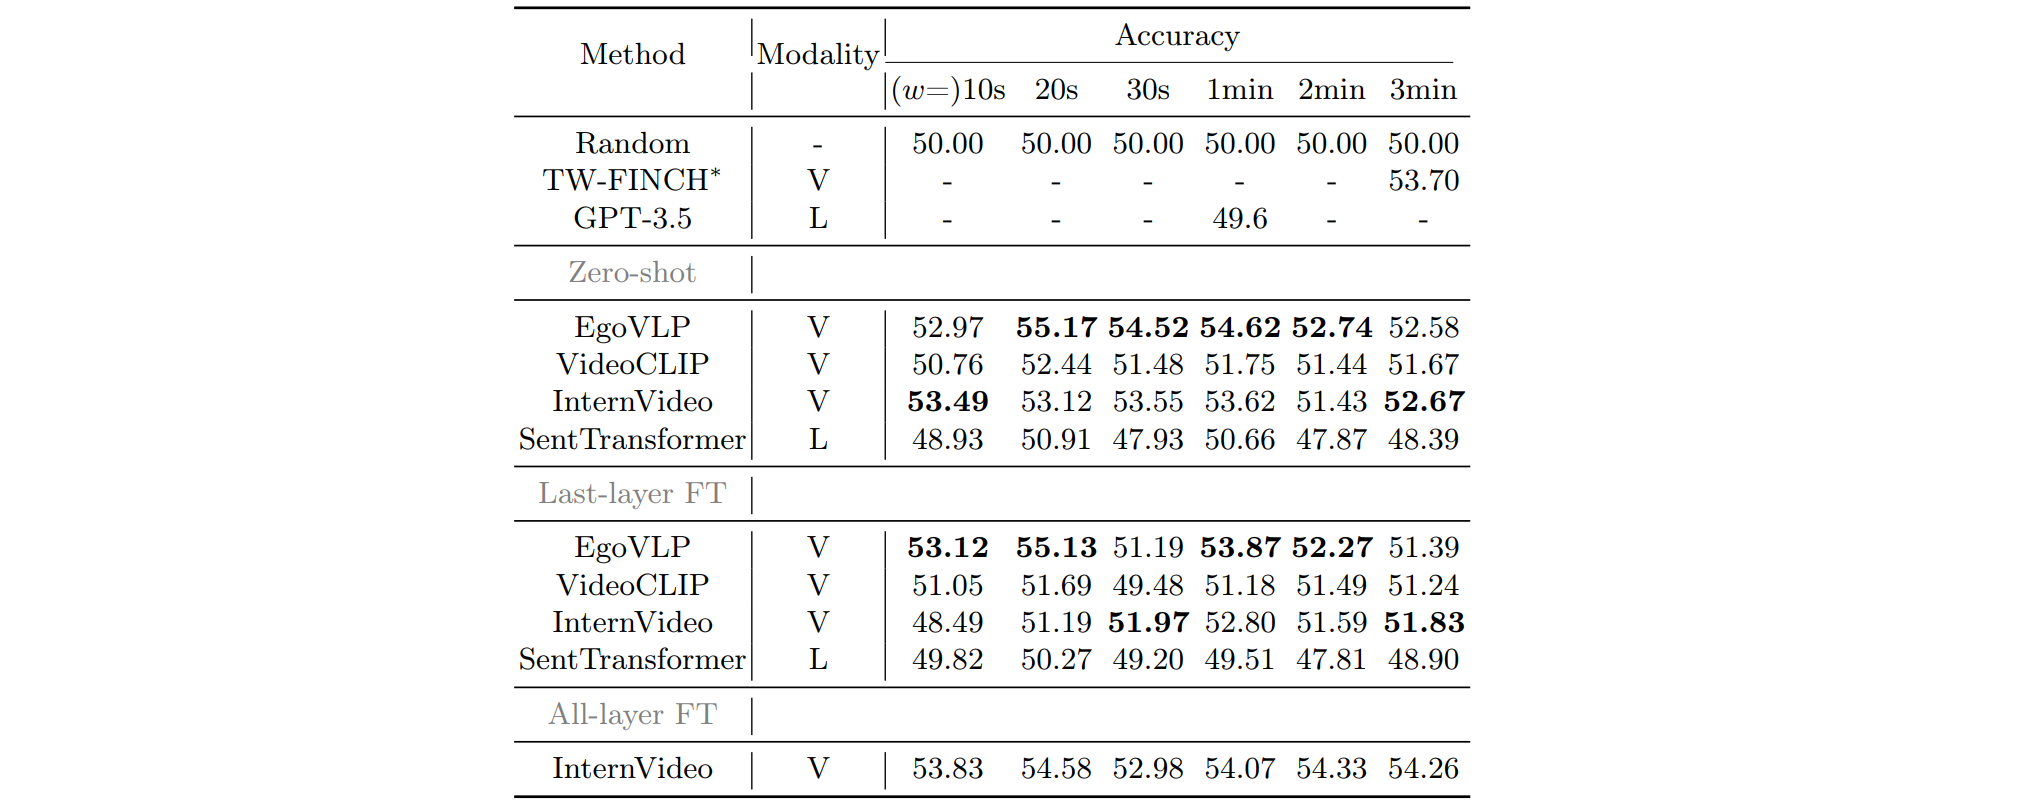 Method Modality Accuracy
(w=)10s 20s 30s 1min 2min 3min
Random - 50.00 50.00 50.00 50.00 50.00 50.00
TW-FINCH* V - - - - - 53.70
GPT-3.5 L - - - 49.6 - -
Zero-shot
EgoVLP V 52.97 55.17 54.52 54.62 52.74 52.58
VideoCLIP V 50.76 52.44 51.48 51.75 51.44 51.67
InternVideo V 53.49 53.12 53.55 53.62 51.43 52.67
SentTransformer L 48.93 50.91 47.93 50.66 47.87 48.39
Last-layer FT
EgoVLP V 53.12 55.13 51.19 53.87 52.27 51.39
VideoCLIP V 51.05 51.69 49.48 51.18 51.49 51.24
InternVideo V 48.49 51.19 51.97 52.80 51.59 51.83
SentTransformer L 49.82 50.27 49.20 49.51 47.81 48.90
All-layer FT
InternVideo V 53.83 54.58 52.98 54.07 54.33 54.26